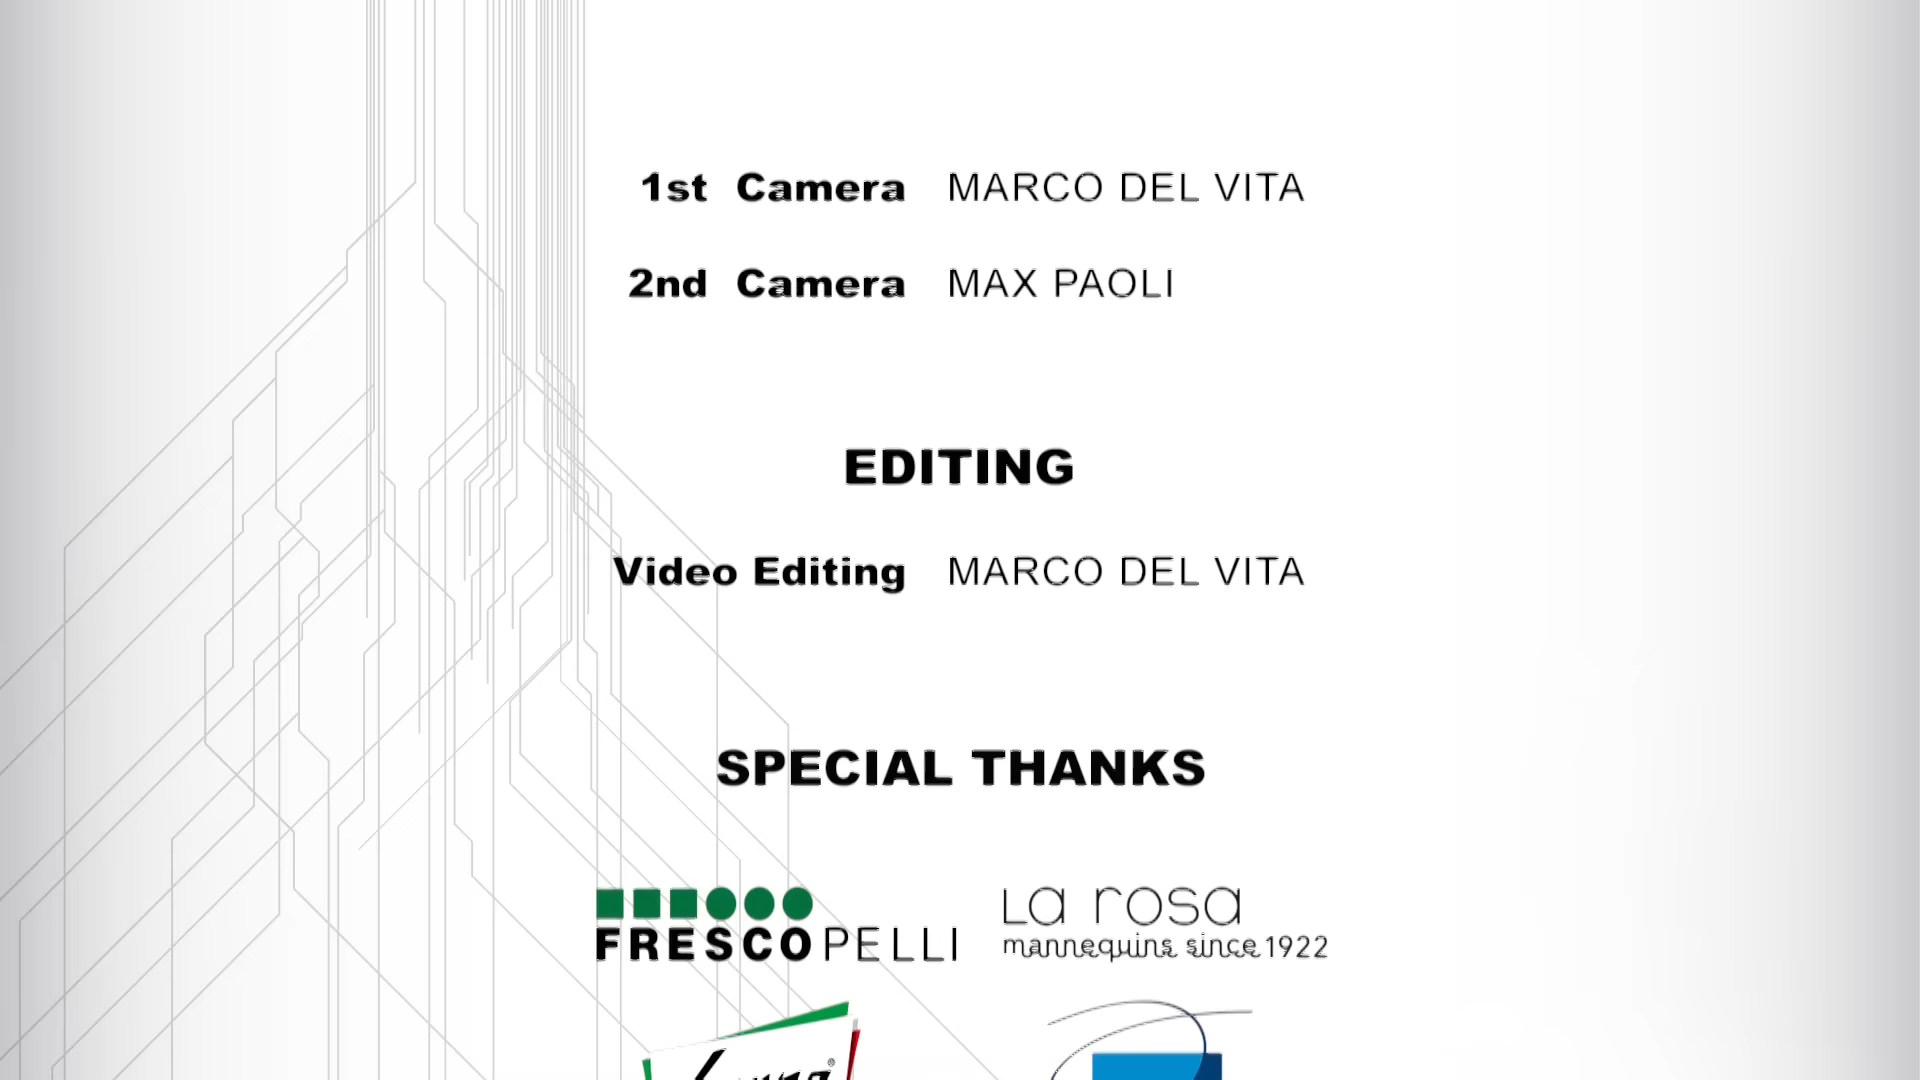 1st Camera MARCO DEL VITA
2nd Camera MAX PAOLI
EDITING
Video Editing MARCO DEL VITA
SPECIAL THANKS
FRESCOPELLI
La rosa
mannequins since 1922